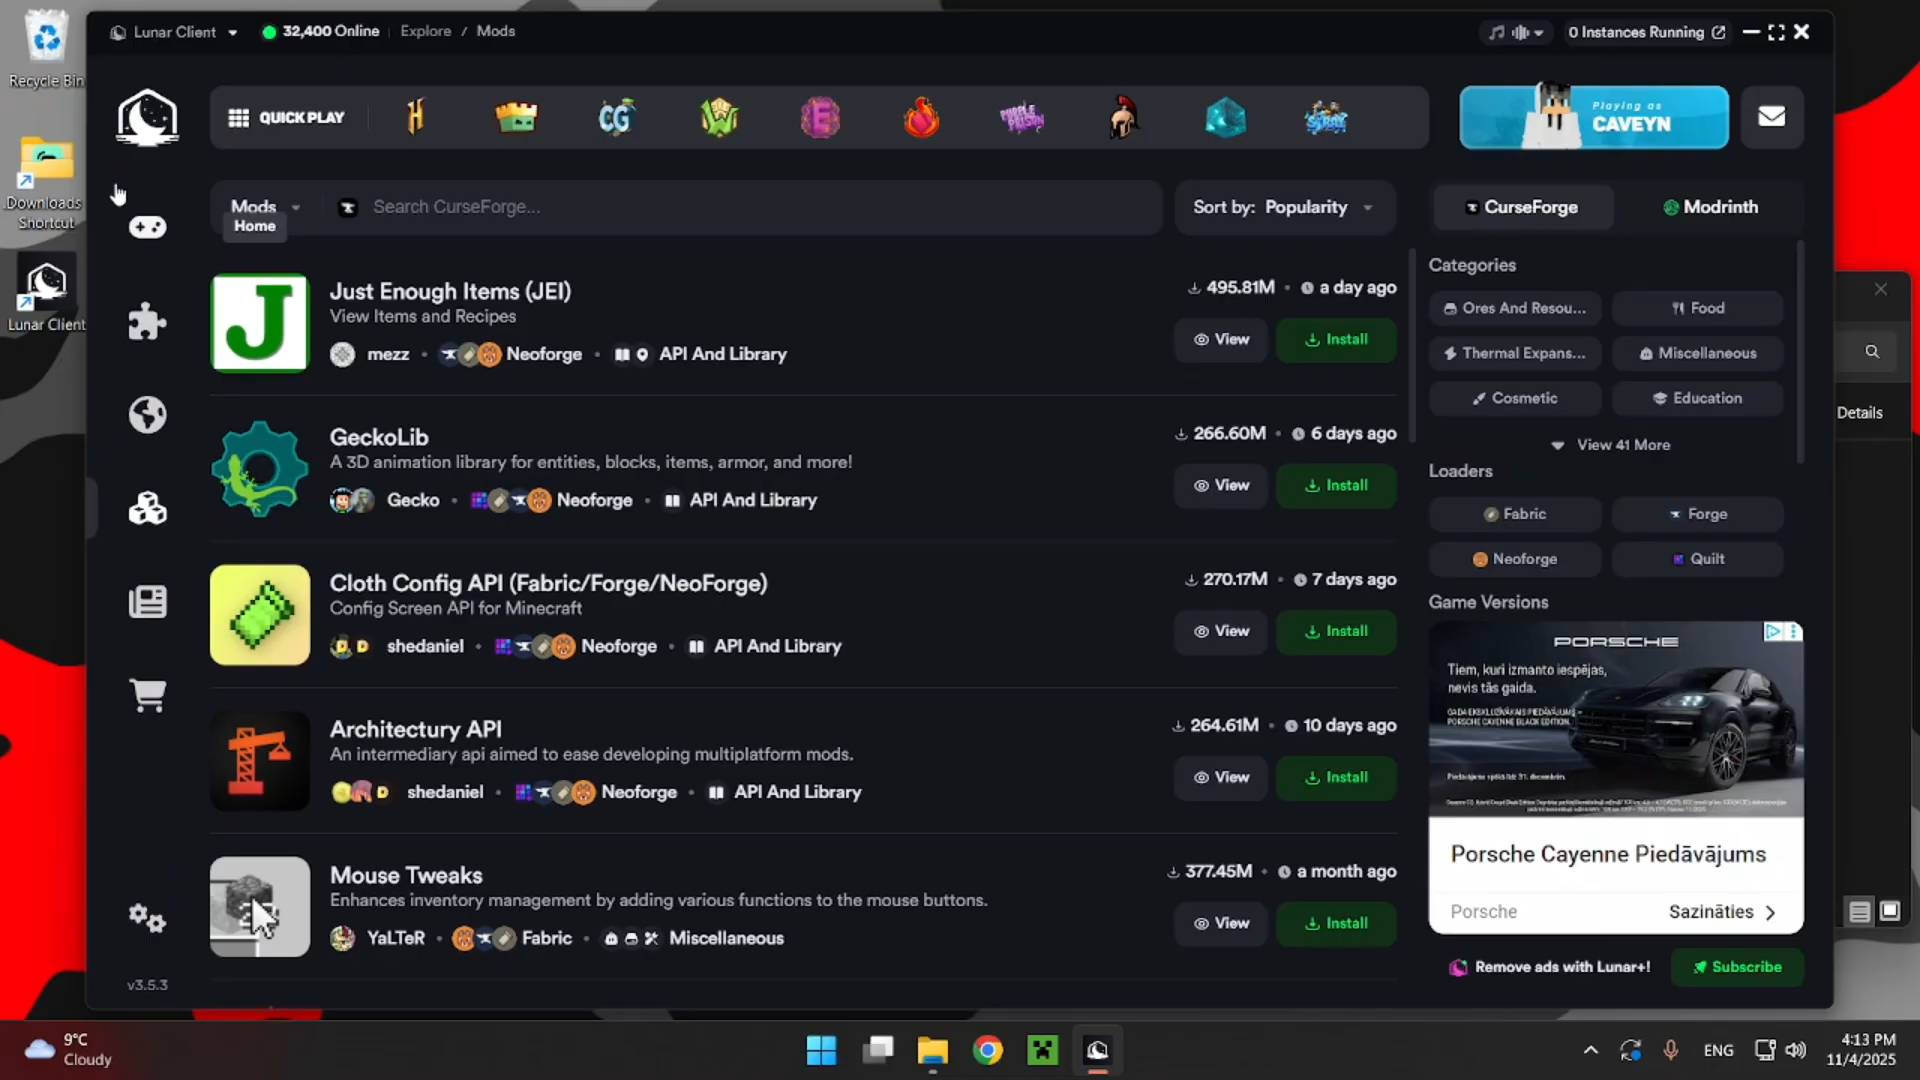 Recycle Bin
Downloads
Shortcut
Lunar Client
Lunar Client
32,400 Online
Explore / Mods
0 Instances Running
QUICK PLAY
H
CG
E
PURPLE
PRISON
Playing as
CAVEYN
Mods
Home
Search CurseForge...
Sort by: Popularity
CurseForge
Modrinth
J
Just Enough Items (JEI)
View Items and Recipes
mezz • Neoforge • API And Library
495.81M • a day ago
View
Install
GeckoLib
A 3D animation library for entities, blocks, items, armor, and more!
Gecko • Neoforge • API And Library
266.60M • 6 days ago
View
Install
Cloth Config API (Fabric/Forge/NeoForge)
Config Screen API for Minecraft
shedaniel • Neoforge • API And Library
270.17M • 7 days ago
View
Install
Architectury API
An intermediary api aimed to ease developing multiplatform mods.
shedaniel • Neoforge • API And Library
264.61M • 10 days ago
View
Install
Mouse Tweaks
Enhances inventory management by adding various functions to the mouse buttons.
YaLTeR • Fabric • Miscellaneous
377.45M • a month ago
View
Install
Categories
Ores And Resou...
Food
Thermal Expans...
Miscellaneous
Cosmetic
Education
View 41 More
Loaders
Fabric
Forge
Neoforge
Quilt
Game Versions
PORSCHE
Tiem, kuri izmanto iespējas,
nevis tās gaida.
Porsche Cayenne Piedāvājums
Porsche
Sazināties
Remove ads with Lunar+!
Subscribe
Details
v3.5.3
9°C
Cloudy
ENG
4:13 PM
11/4/2025